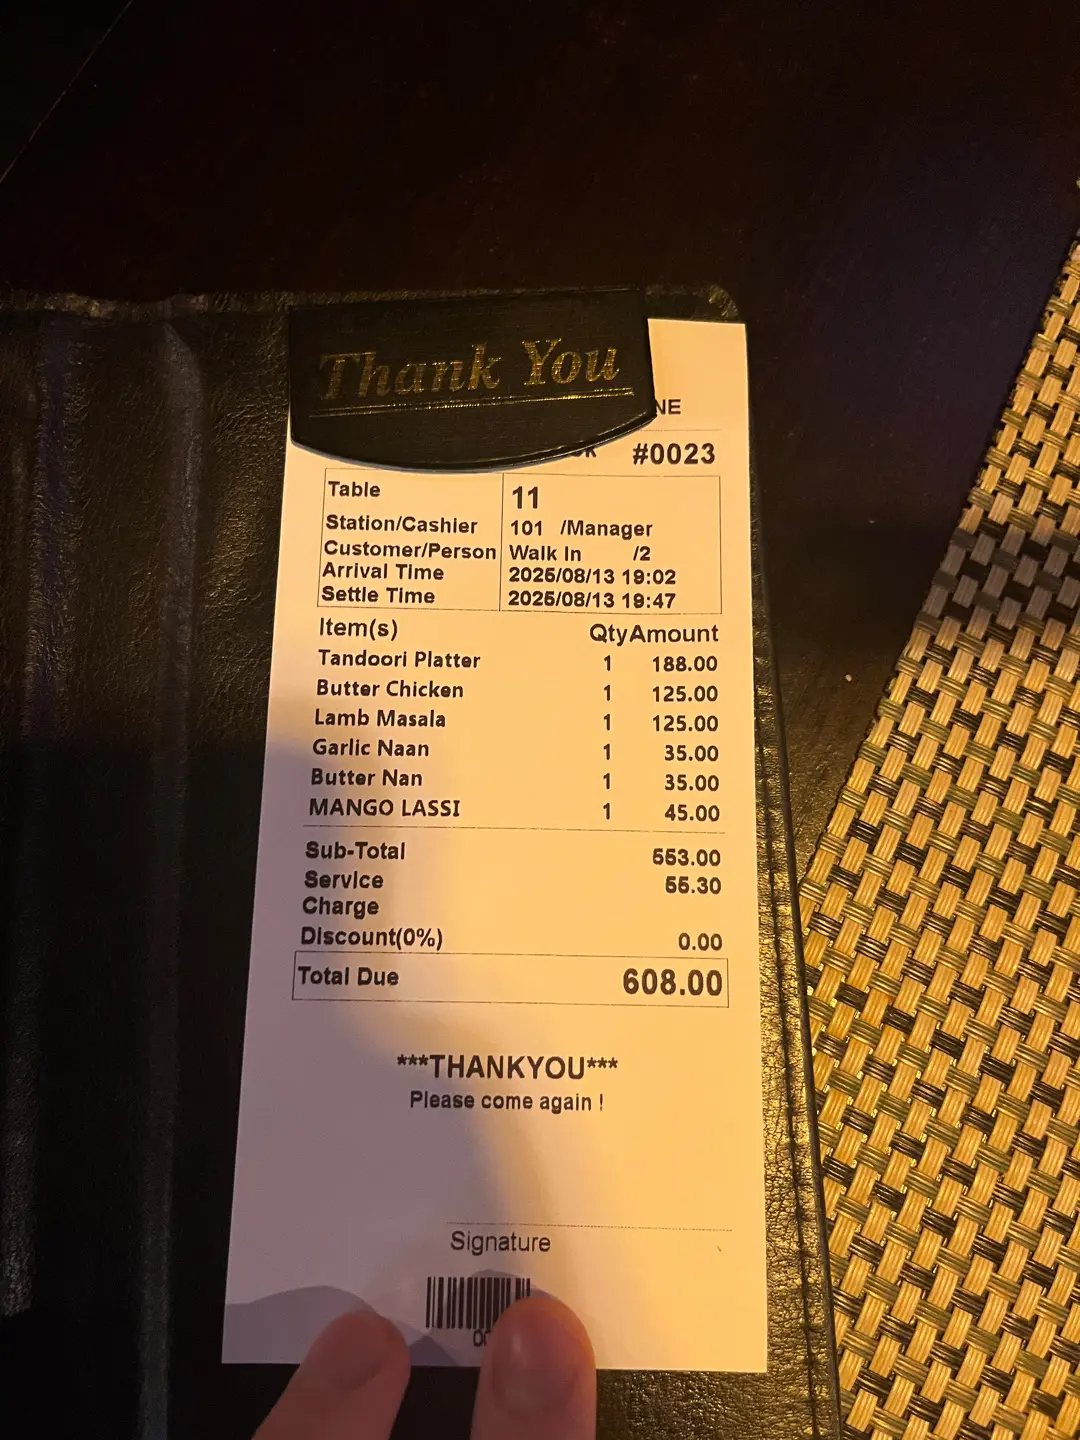 Thank You
NE
#0023
Table 11
Station/Cashier 101 /Manager
Customer/Person Walk In /2
Arrival Time 2025/08/13 19:02
Settle Time 2025/08/13 19:47
Item(s) Qty Amount
Tandoori Platter 1 188.00
Butter Chicken 1 125.00
Lamb Masala 1 125.00
Garlic Naan 1 35.00
Butter Nan 1 35.00
MANGO LASSI 1 45.00
Sub-Total 553.00
Service 55.30
Charge
Discount(0%) 0.00
Total Due 608.00
***THANKYOU***
Please come again !
Signature